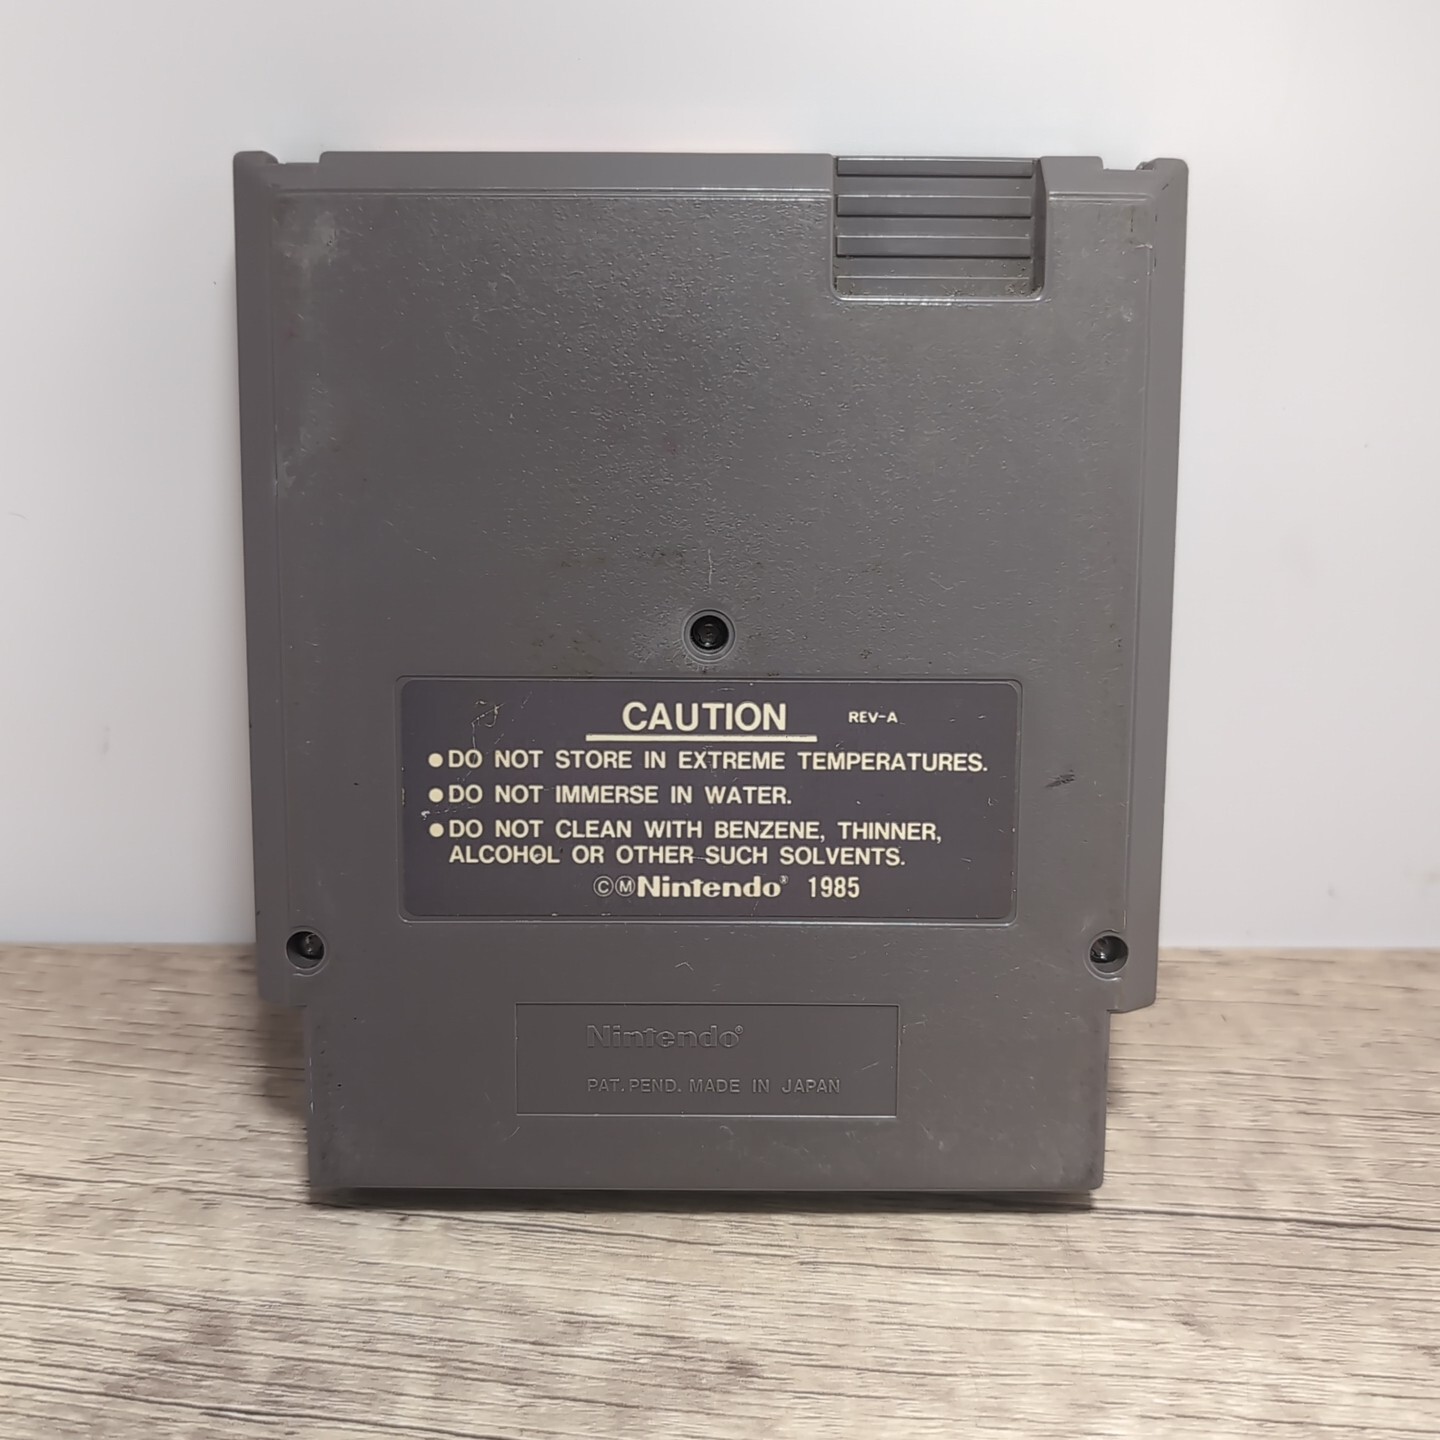 CAUTION REV-A
●DO NOT STORE IN EXTREME TEMPERATURES.
●DO NOT IMMERSE IN WATER.
●DO NOT CLEAN WITH BENZENE, THINNER,
ALCOHOL OR OTHER SUCH SOLVENTS.
ⒸⓂNintendo® 1985
Nintendo®
PAT. PEND. MADE IN JAPAN